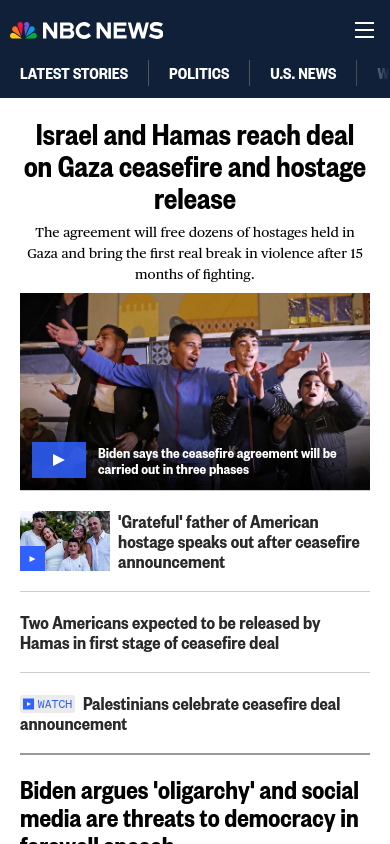 NBC NEWS
LATEST STORIES
POLITICS
U.S. NEWS
Israel and Hamas reach deal
on Gaza ceasefire and hostage
release
The agreement will free dozens of hostages held in
Gaza and bring the first real break in violence after 15
months of fighting.
Biden says the ceasefire agreement will be
carried out in three phases
'Grateful' father of American
hostage speaks out after ceasefire
announcement
Two Americans expected to be released by
Hamas in first stage of ceasefire deal
WATCH Palestinians celebrate ceasefire deal
announcement
Biden argues 'oligarchy' and social
media are threats to democracy in
farewell speech